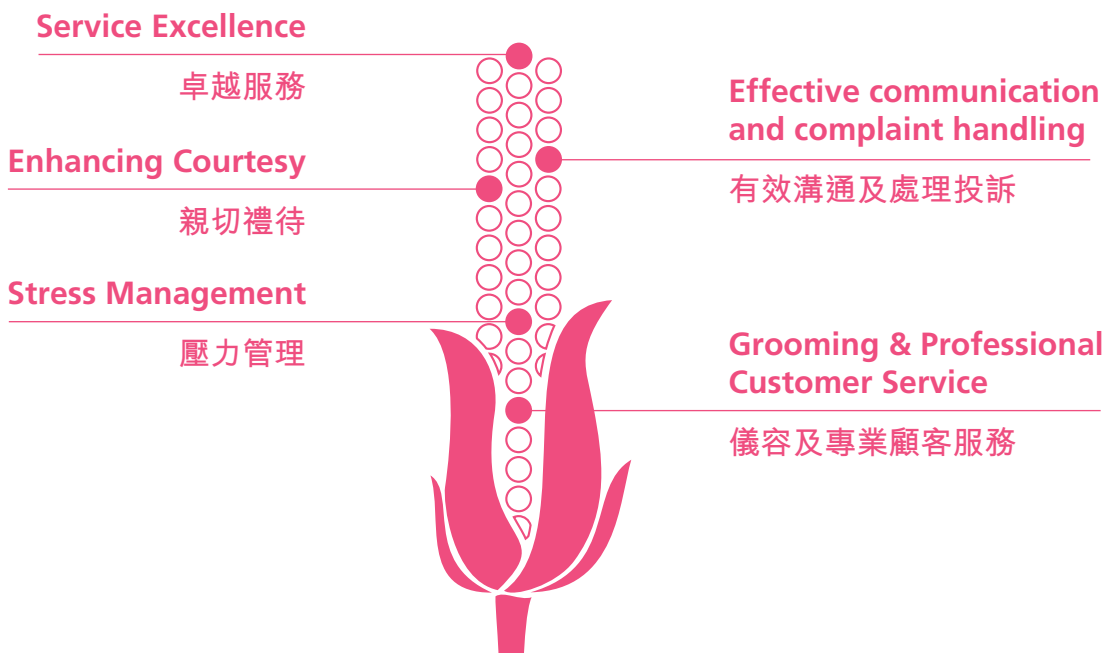 Service Excellence
卓越服務
Enhancing Courtesy
親切禮待
Stress Management
壓力管理
Effective communication
and complaint handling
有效溝通及處理投訴
Grooming & Professional
Customer Service
儀容及專業顧客服務